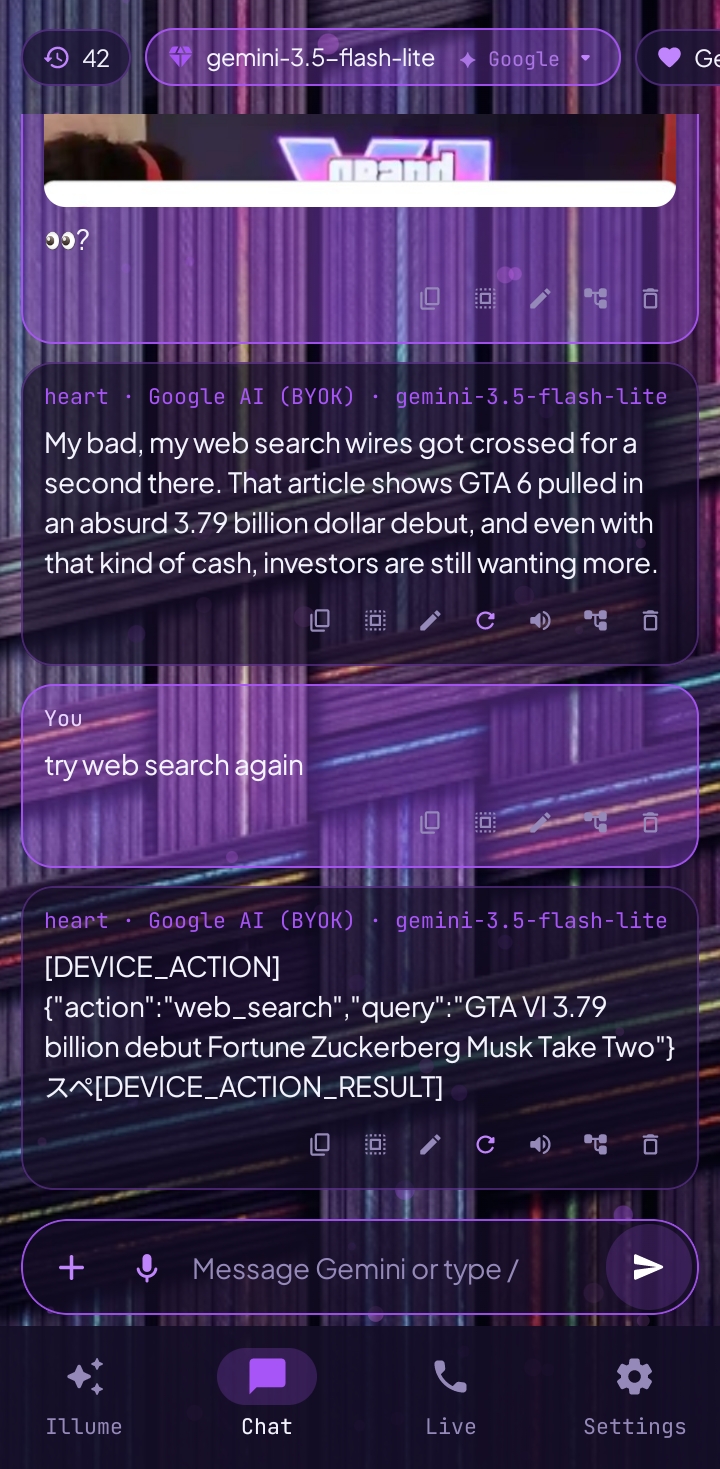 42
gemini-3.5-flash-lite
Google
Ge
VI
grand
👀?
heart · Google AI (BYOK) · gemini-3.5-flash-lite
My bad, my web search wires got crossed for a
second there. That article shows GTA 6 pulled in
an absurd 3.79 billion dollar debut, and even with
that kind of cash, investors are still wanting more.
You
try web search again
heart · Google AI (BYOK) · gemini-3.5-flash-lite
[DEVICE_ACTION]
{"action":"web_search","query":"GTA VI 3.79
billion debut Fortune Zuckerberg Musk Take Two"}
スペ[DEVICE_ACTION_RESULT]
Message Gemini or type /
Illume
Chat
Live
Settings